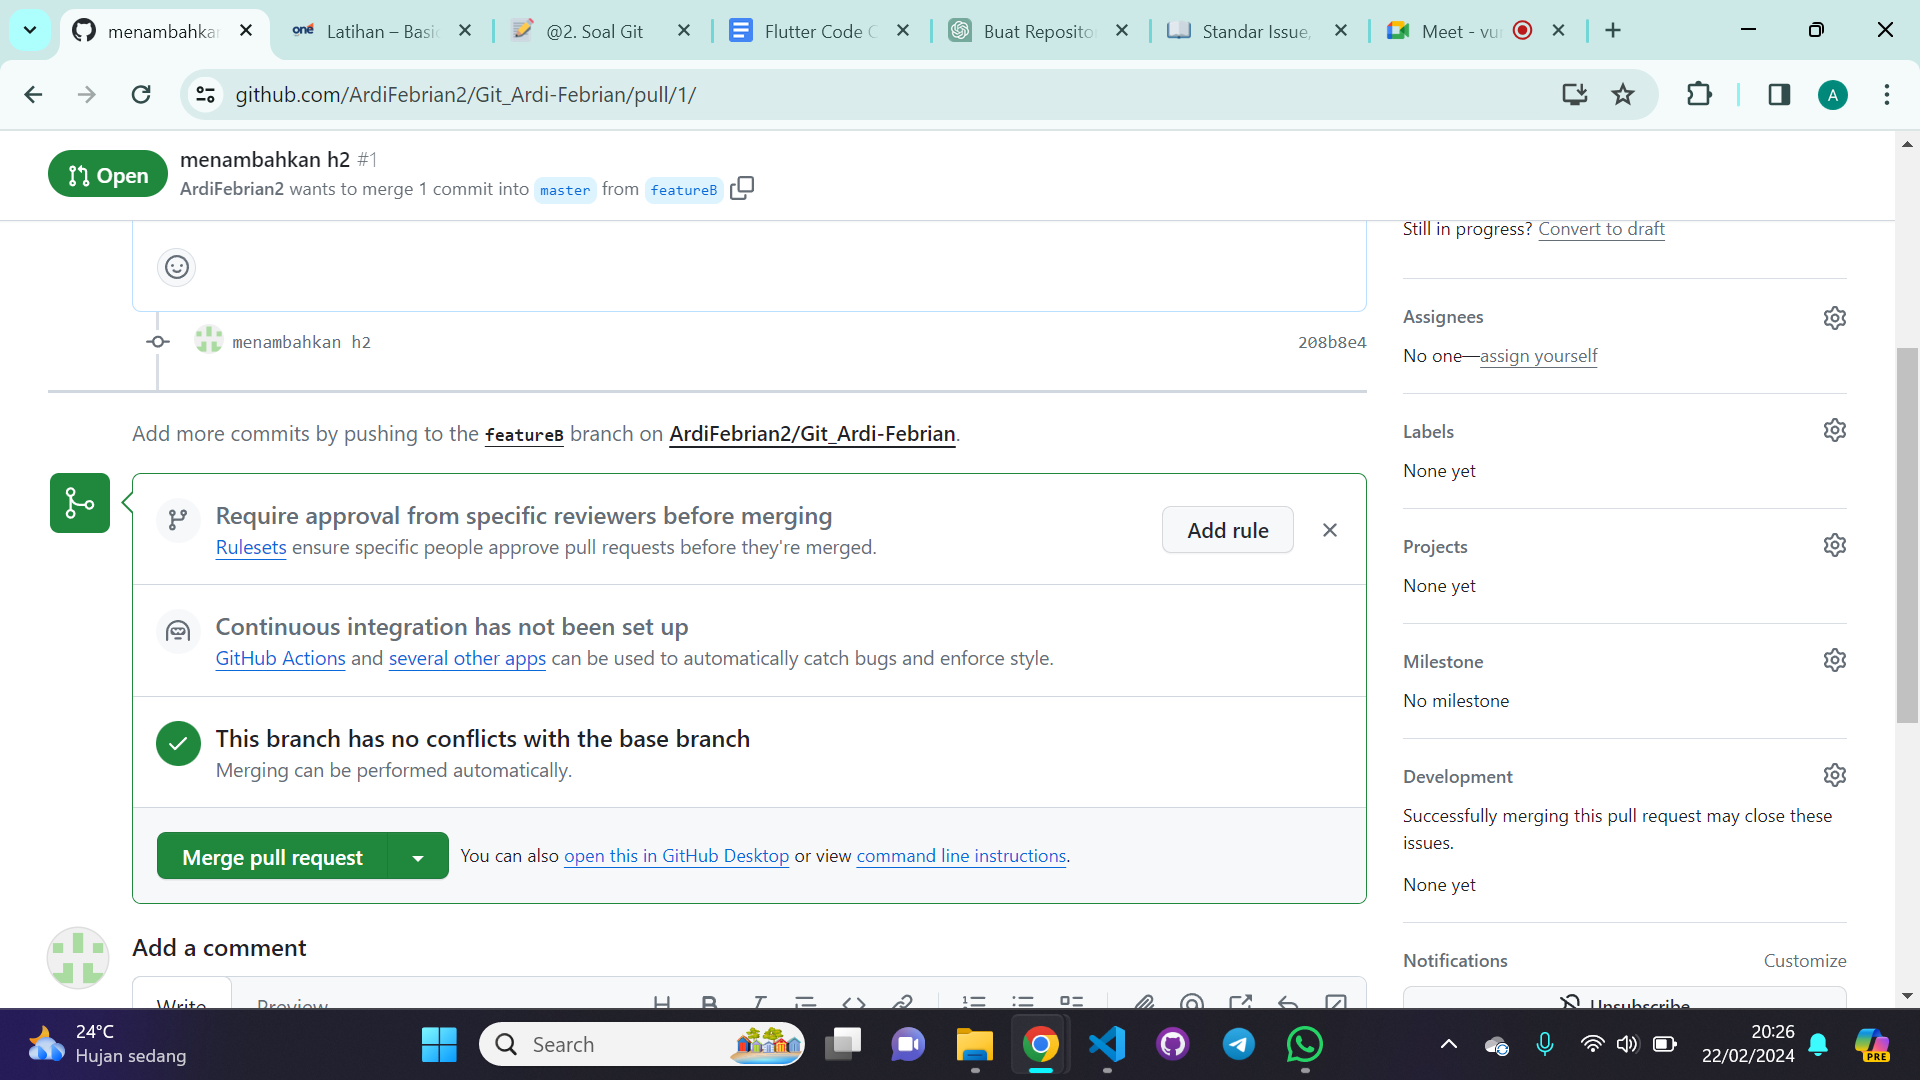 menambahkan
Latihan – Basi
@2. Soal Git
Flutter Code C
Buat Reposito
Standar Issue,
Meet - vu
github.com/ArdiFebrian2/Git_Ardi-Febrian/pull/1/
A
Open
menambahkan h2 #1
ArdiFebrian2 wants to merge 1 commit into master from featureB
Still in progress? Convert to draft
menambahkan h2
208b8e4
Add more commits by pushing to the featureB branch on ArdiFebrian2/Git_Ardi-Febrian.
Require approval from specific reviewers before merging
Rulesets ensure specific people approve pull requests before they're merged.
Add rule
Continuous integration has not been set up
GitHub Actions and several other apps can be used to automatically catch bugs and enforce style.
This branch has no conflicts with the base branch
Merging can be performed automatically.
Merge pull request
You can also open this in GitHub Desktop or view command line instructions.
Add a comment
Write
Preview
Assignees
No one—assign yourself
Labels
None yet
Projects
None yet
Milestone
No milestone
Development
Successfully merging this pull request may close these
issues.
None yet
Notifications
Customize
Unsubscribe
24°C
Hujan sedang
Search
20:26
22/02/2024
PRE